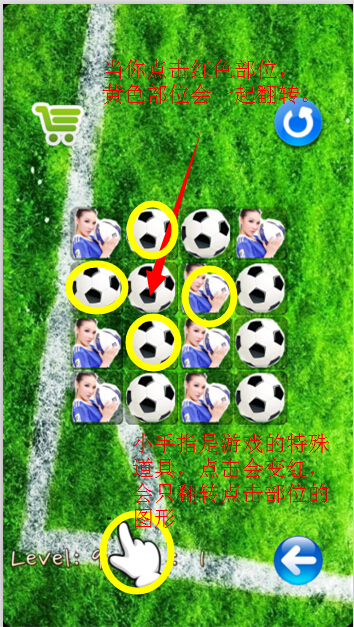 当你点击红色部位，
黄色部位会一起翻转。
小手指是游戏的特殊
道具，点击会变红，
会只翻转点击部位的
图形
Level: 9
: 1